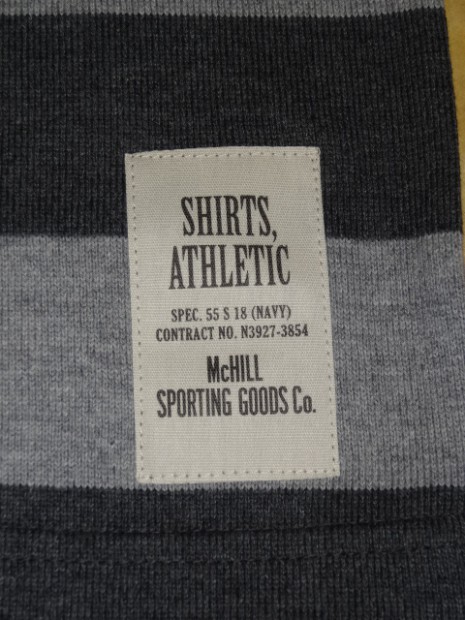 SHIRTS,
ATHLETIC
SPEC. 55 S 18 (NAVY)
CONTRACT NO. N3927-3854
McHILL
SPORTING GOODS Co.